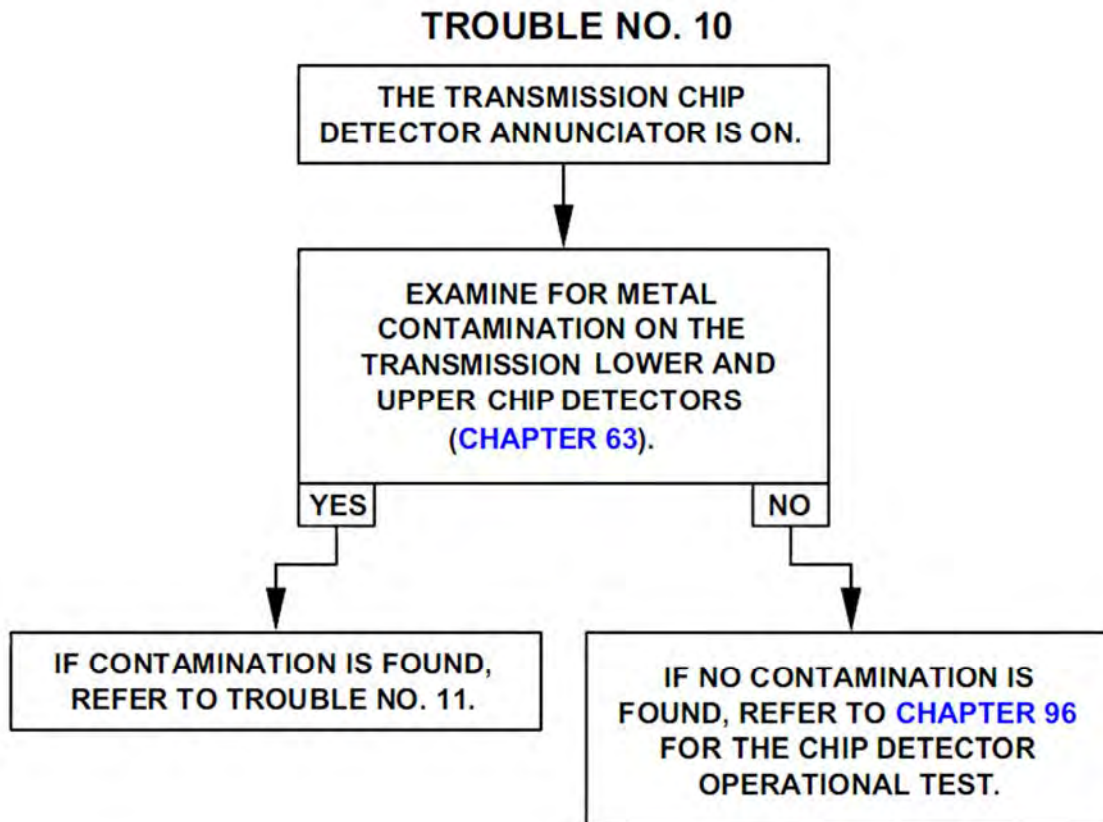 TROUBLE NO. 10
THE TRANSMISSION CHIP
DETECTOR ANNUNCIATOR IS ON.
EXAMINE FOR METAL
CONTAMINATION ON THE
TRANSMISSION LOWER AND
UPPER CHIP DETECTORS
(CHAPTER 63).
YES
NO
IF CONTAMINATION IS FOUND,
REFER TO TROUBLE NO. 11.
IF NO CONTAMINATION IS
FOUND, REFER TO CHAPTER 96
FOR THE CHIP DETECTOR
OPERATIONAL TEST.